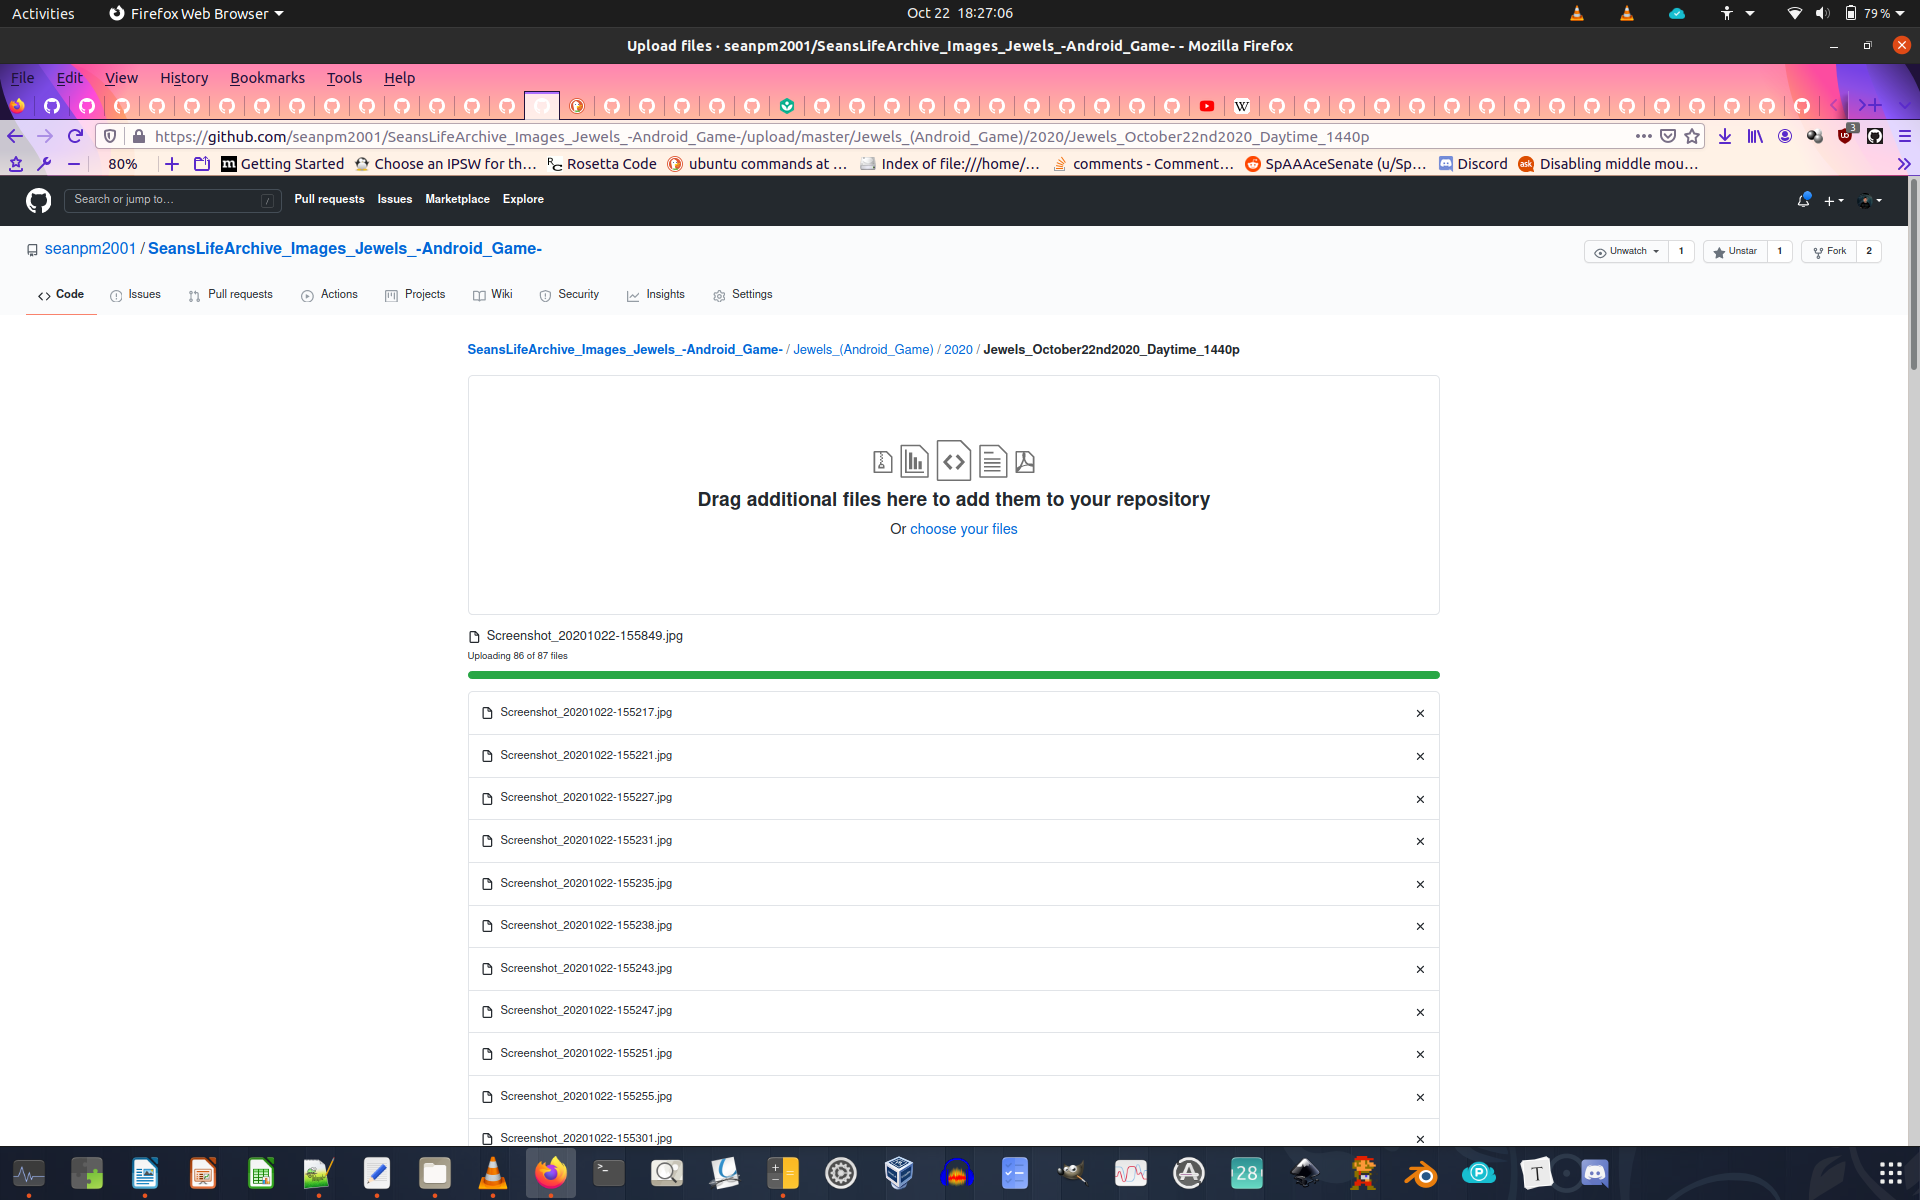 Activities Firefox Web Browser Oct 22 18:27:06 79 %
Upload files · seanpm2001/SeansLifeArchive_Images_Jewels_-Android_Game- - Mozilla Firefox
File Edit View History Bookmarks Tools Help
https://github.com/seanpm2001/SeansLifeArchive_Images_Jewels_-Android_Game-/upload/master/Jewels_(Android_Game)/2020/Jewels_October22nd2020_Daytime_1440p 3
80% Getting Started Choose an IPSW for th… Rosetta Code ubuntu commands at … Index of file:///home/… comments - Comment… SpAAAceSenate (u/Sp… Discord Disabling middle mou…
Search or jump to… / Pull requests Issues Marketplace Explore
seanpm2001 / SeansLifeArchive_Images_Jewels_-Android_Game- Unwatch 1 Unstar 1 Fork 2
Code Issues Pull requests Actions Projects Wiki Security Insights Settings
SeansLifeArchive_Images_Jewels_-Android_Game- / Jewels_(Android_Game) / 2020 / Jewels_October22nd2020_Daytime_1440p
Drag additional files here to add them to your repository
Or choose your files
Screenshot_20201022-155849.jpg
Uploading 86 of 87 files
Screenshot_20201022-155217.jpg
Screenshot_20201022-155221.jpg
Screenshot_20201022-155227.jpg
Screenshot_20201022-155231.jpg
Screenshot_20201022-155235.jpg
Screenshot_20201022-155238.jpg
Screenshot_20201022-155243.jpg
Screenshot_20201022-155247.jpg
Screenshot_20201022-155251.jpg
Screenshot_20201022-155255.jpg
Screenshot_20201022-155301.jpg
28 T